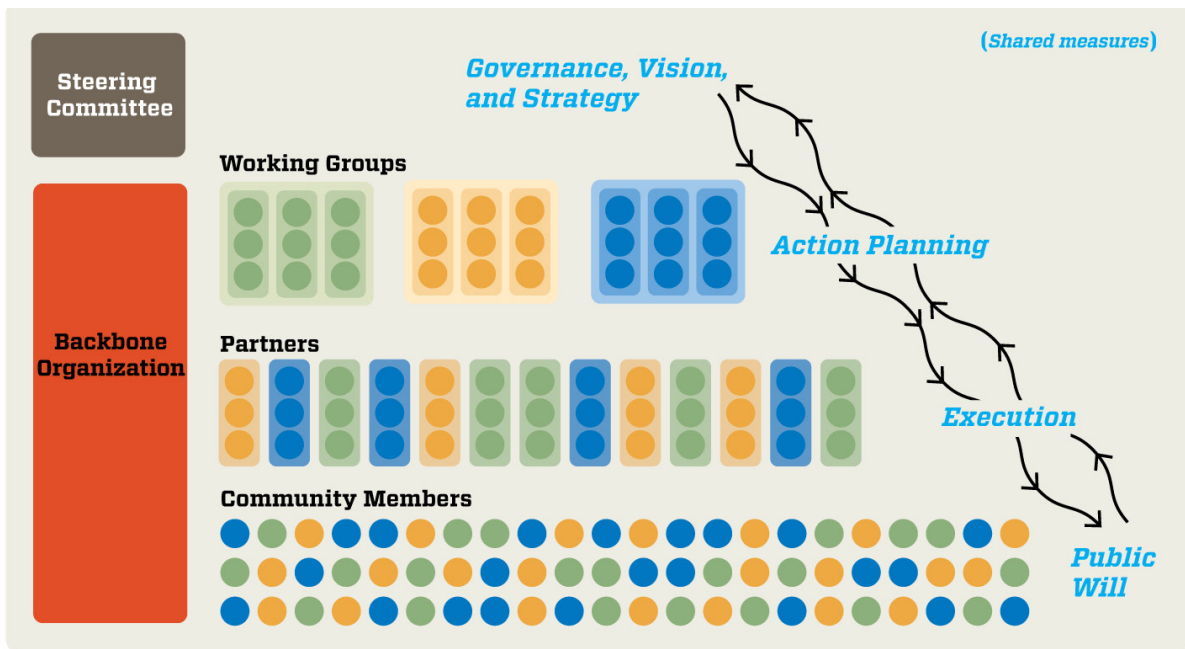 Steering
Committee
(Shared measures)
Governance, Vision,
and Strategy
Working Groups
Action Planning
Backbone
Organization
Partners
Execution
Community Members
Public
Will